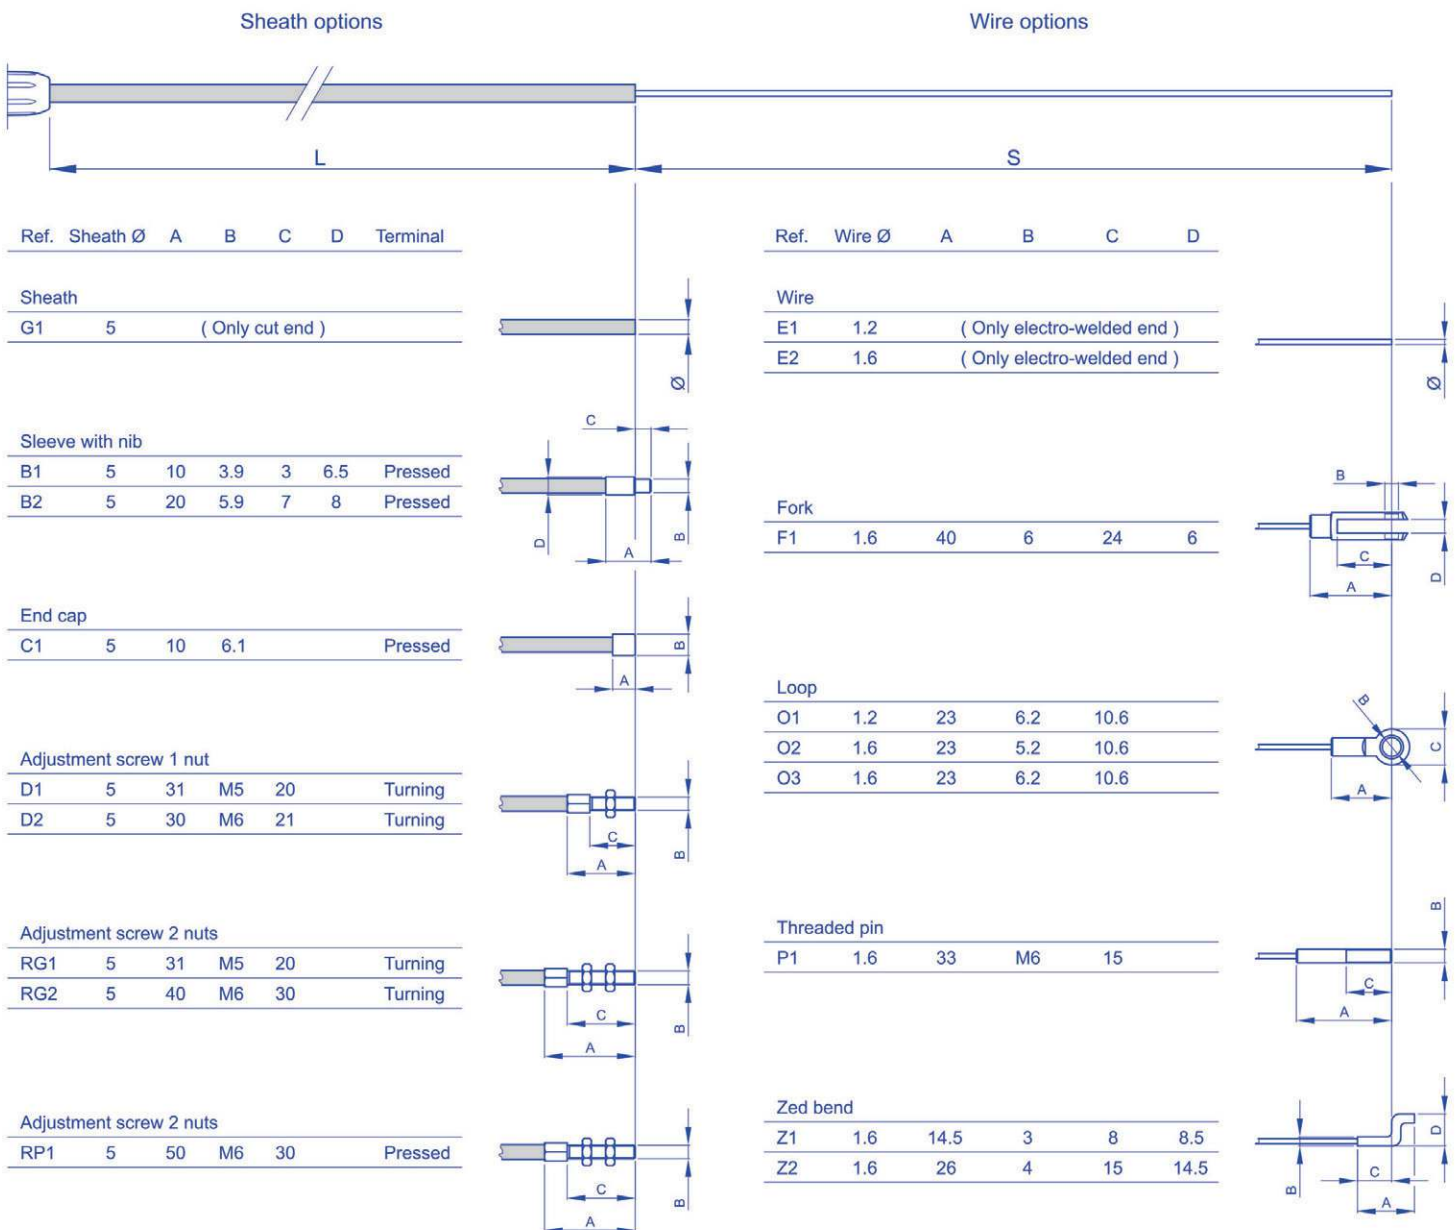 Sheath options
Wire options
L
S
Ref. Sheath Ø A B C D Terminal
Sheath
G1 5 ( Only cut end )
Ø
Sleeve with nib
B1 5 10 3.9 3 6.5 Pressed
B2 5 20 5.9 7 8 Pressed
C
D
A
B
End cap
C1 5 10 6.1 Pressed
B
A
Adjustment screw 1 nut
D1 5 31 M5 20 Turning
D2 5 30 M6 21 Turning
C
A
B
Adjustment screw 2 nuts
RG1 5 31 M5 20 Turning
RG2 5 40 M6 30 Turning
C
A
B
Adjustment screw 2 nuts
RP1 5 50 M6 30 Pressed
C
A
B
Ref. Wire Ø A B C D
Wire
E1 1.2 ( Only electro-welded end )
E2 1.6 ( Only electro-welded end )
Ø
Fork
F1 1.6 40 6 24 6
B
C
A
D
Loop
O1 1.2 23 6.2 10.6
O2 1.6 23 5.2 10.6
O3 1.6 23 6.2 10.6
B
C
A
Threaded pin
P1 1.6 33 M6 15
B
C
A
Zed bend
Z1 1.6 14.5 3 8 8.5
Z2 1.6 26 4 15 14.5
D
C
B
A